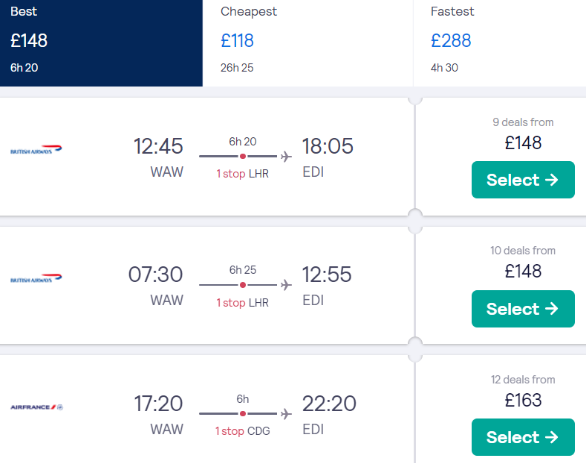 Best
Cheapest
Fastest
£148
£118
£288
6h 20
26h 25
4h 30
9 deals from
£148
Select →
BRITISH AIRWAYS
12:45
6h 20
18:05
WAW
1 stop LHR
EDI
10 deals from
£148
Select →
BRITISH AIRWAYS
07:30
6h 25
12:55
WAW
1 stop LHR
EDI
12 deals from
£163
Select →
AIRFRANCE
17:20
6h
22:20
WAW
1 stop CDG
EDI